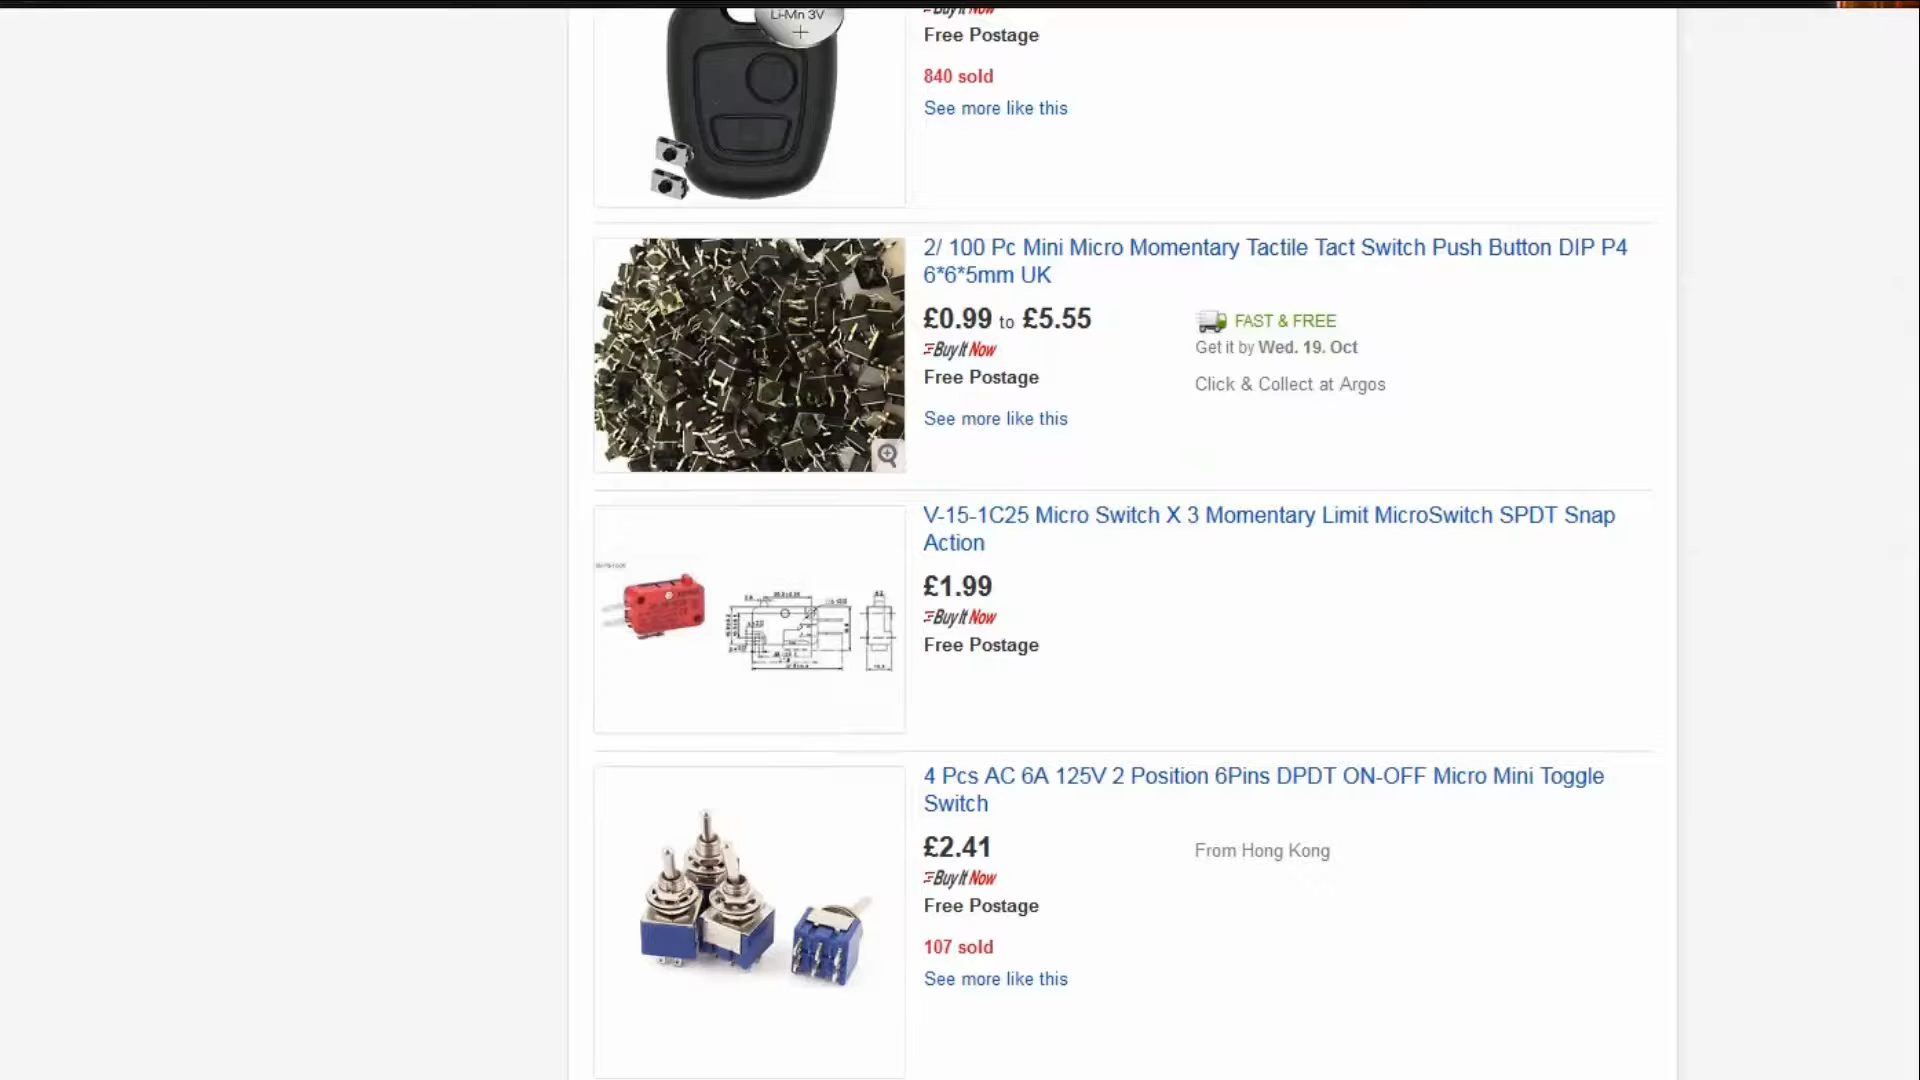 Li-Mn 3V
+
Buy It Now
Free Postage
840 sold
See more like this
2/ 100 Pc Mini Micro Momentary Tactile Tact Switch Push Button DIP P4
6*6*5mm UK
£0.99 to £5.55
Buy It Now
Free Postage
See more like this
FAST & FREE
Get it by Wed. 19. Oct
Click & Collect at Argos
V-15-1C25 Micro Switch X 3 Momentary Limit MicroSwitch SPDT Snap
Action
£1.99
Buy It Now
Free Postage
4 Pcs AC 6A 125V 2 Position 6Pins DPDT ON-OFF Micro Mini Toggle
Switch
£2.41
Buy It Now
Free Postage
107 sold
See more like this
From Hong Kong